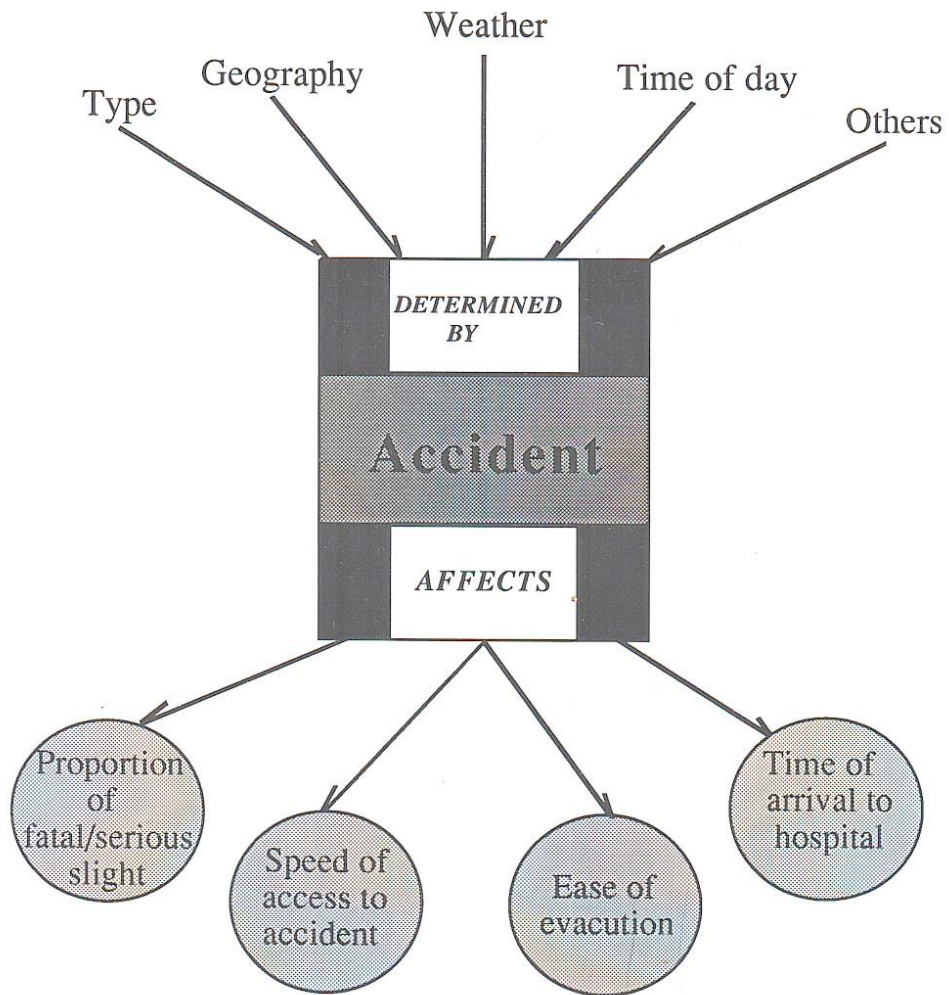 Weather
Geography
Time of day
Type
Others
DETERMINED
BY
Accident
AFFECTS
Proportion
of
fatal/serious
slight
Speed of
access to
accident
Ease of
evacution
Time of
arrival to
hospital